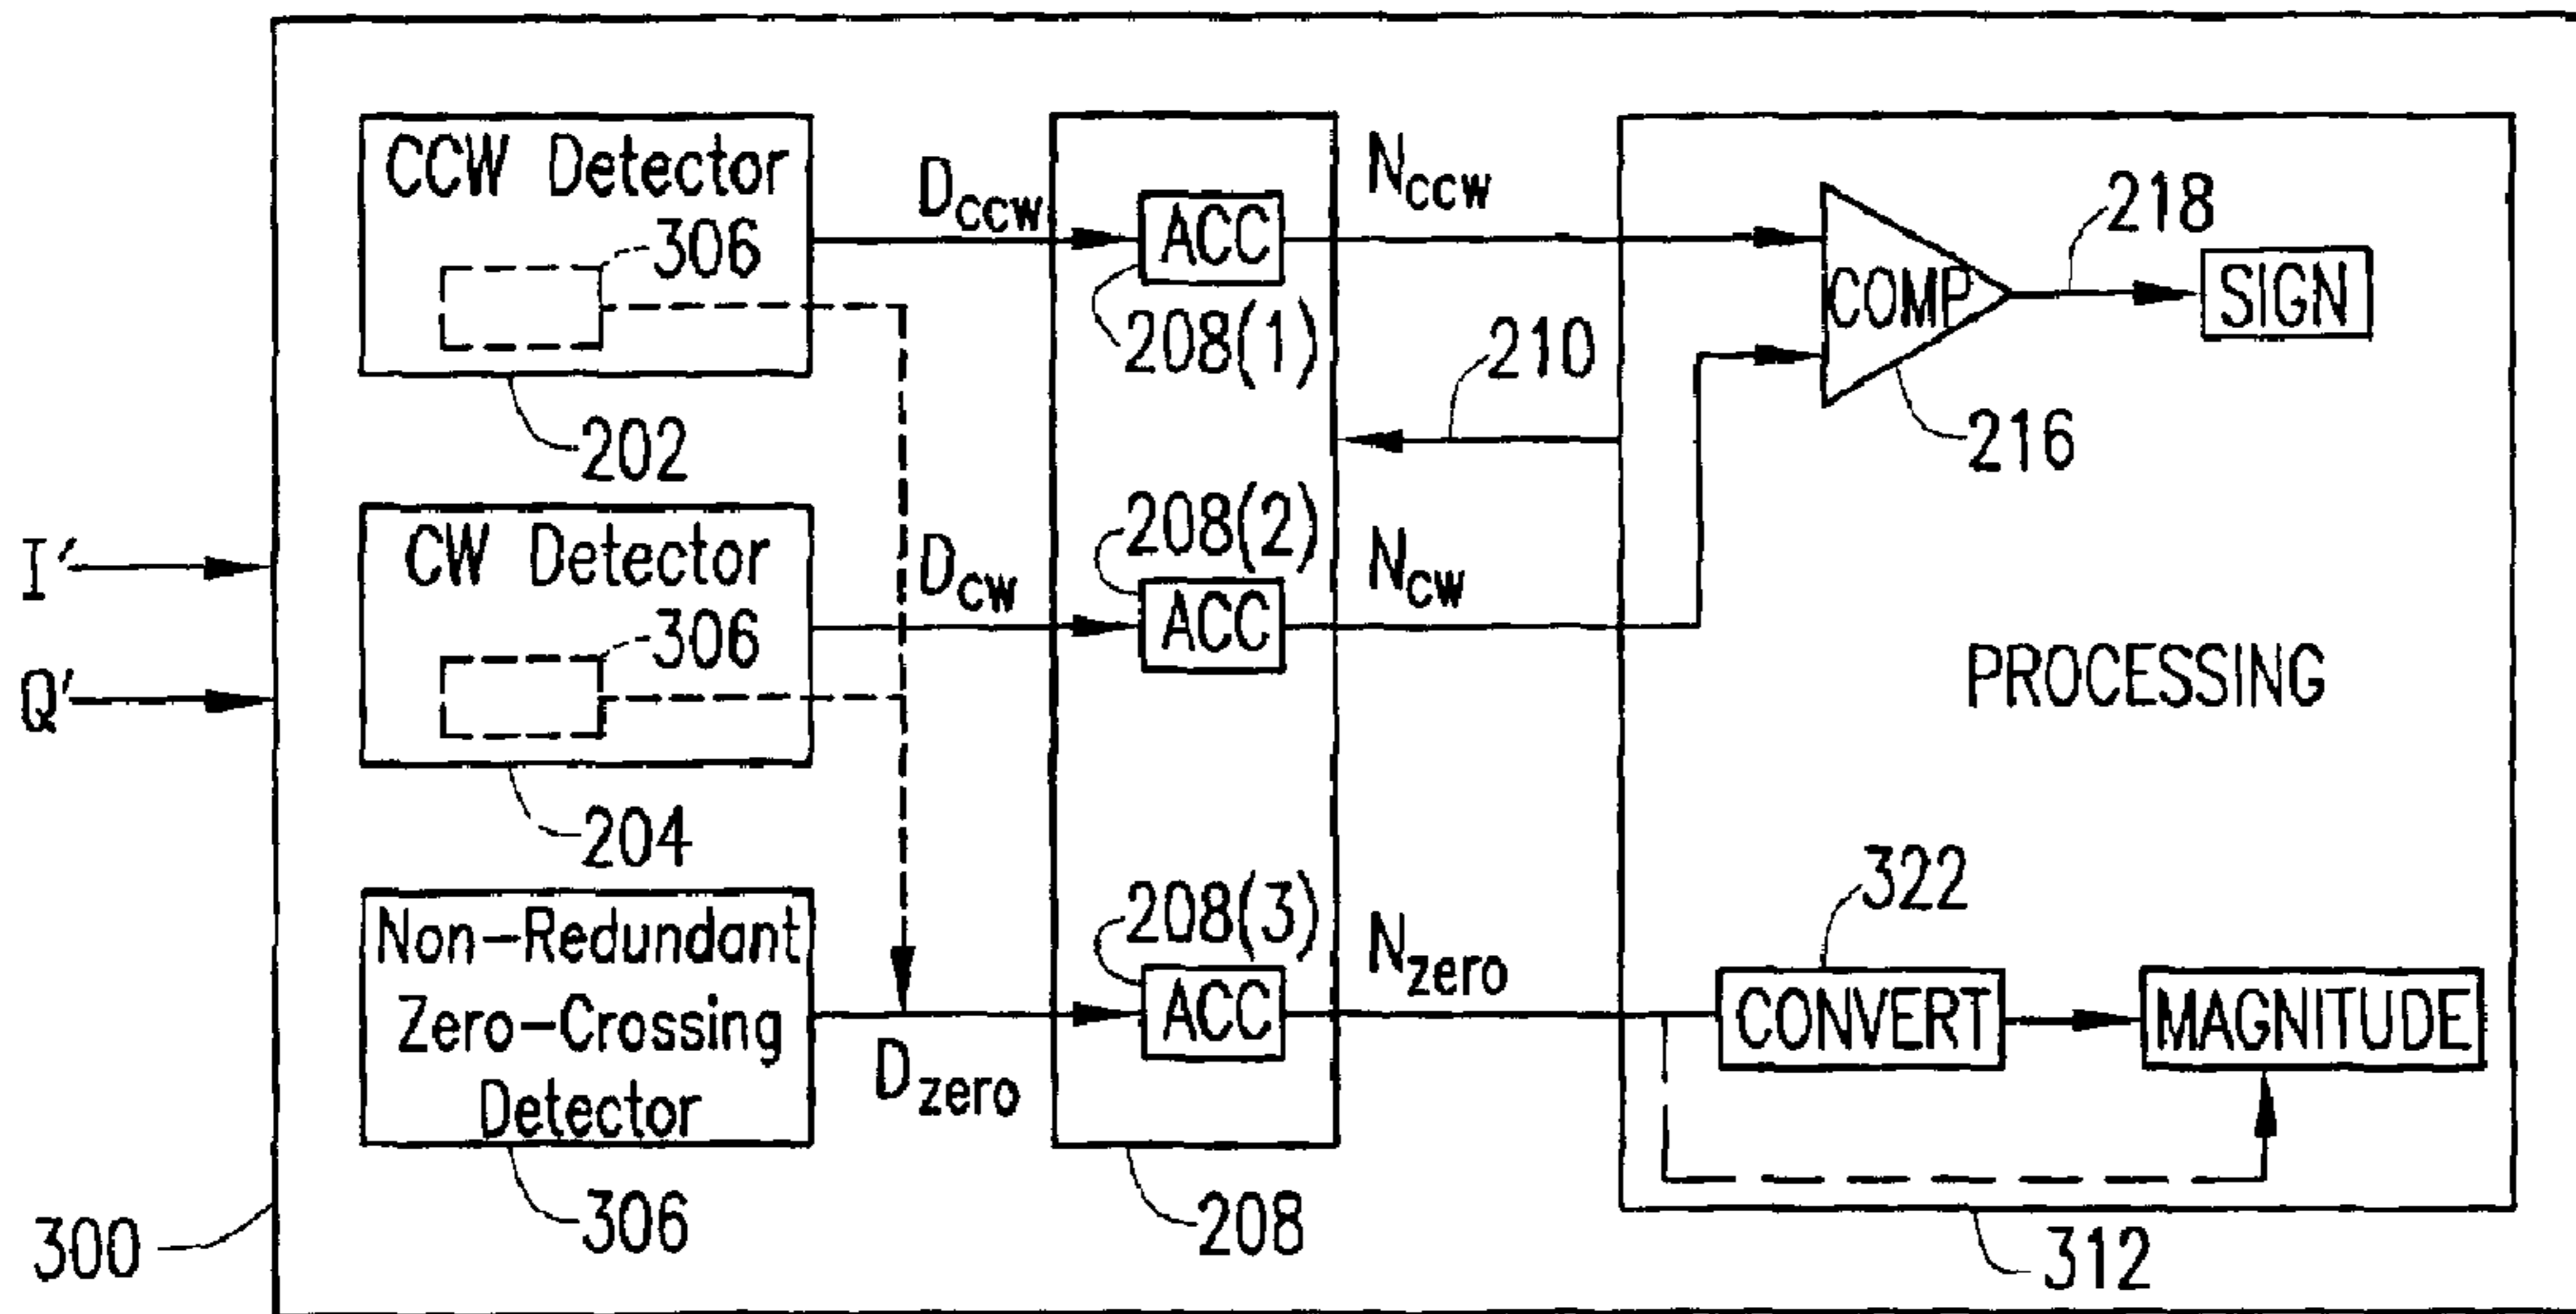 CCW Detector
306
202
CW Detector
306
204
Non-Redundant
Zero-Crossing
Detector
306
I'
Q'
300
Dccw
Dcw
Dzero
ACC
208(1)
208(2)
ACC
208(3)
ACC
208
Nccw
210
Ncw
Nzero
COMP
216
218
SIGN
PROCESSING
322
CONVERT
MAGNITUDE
312